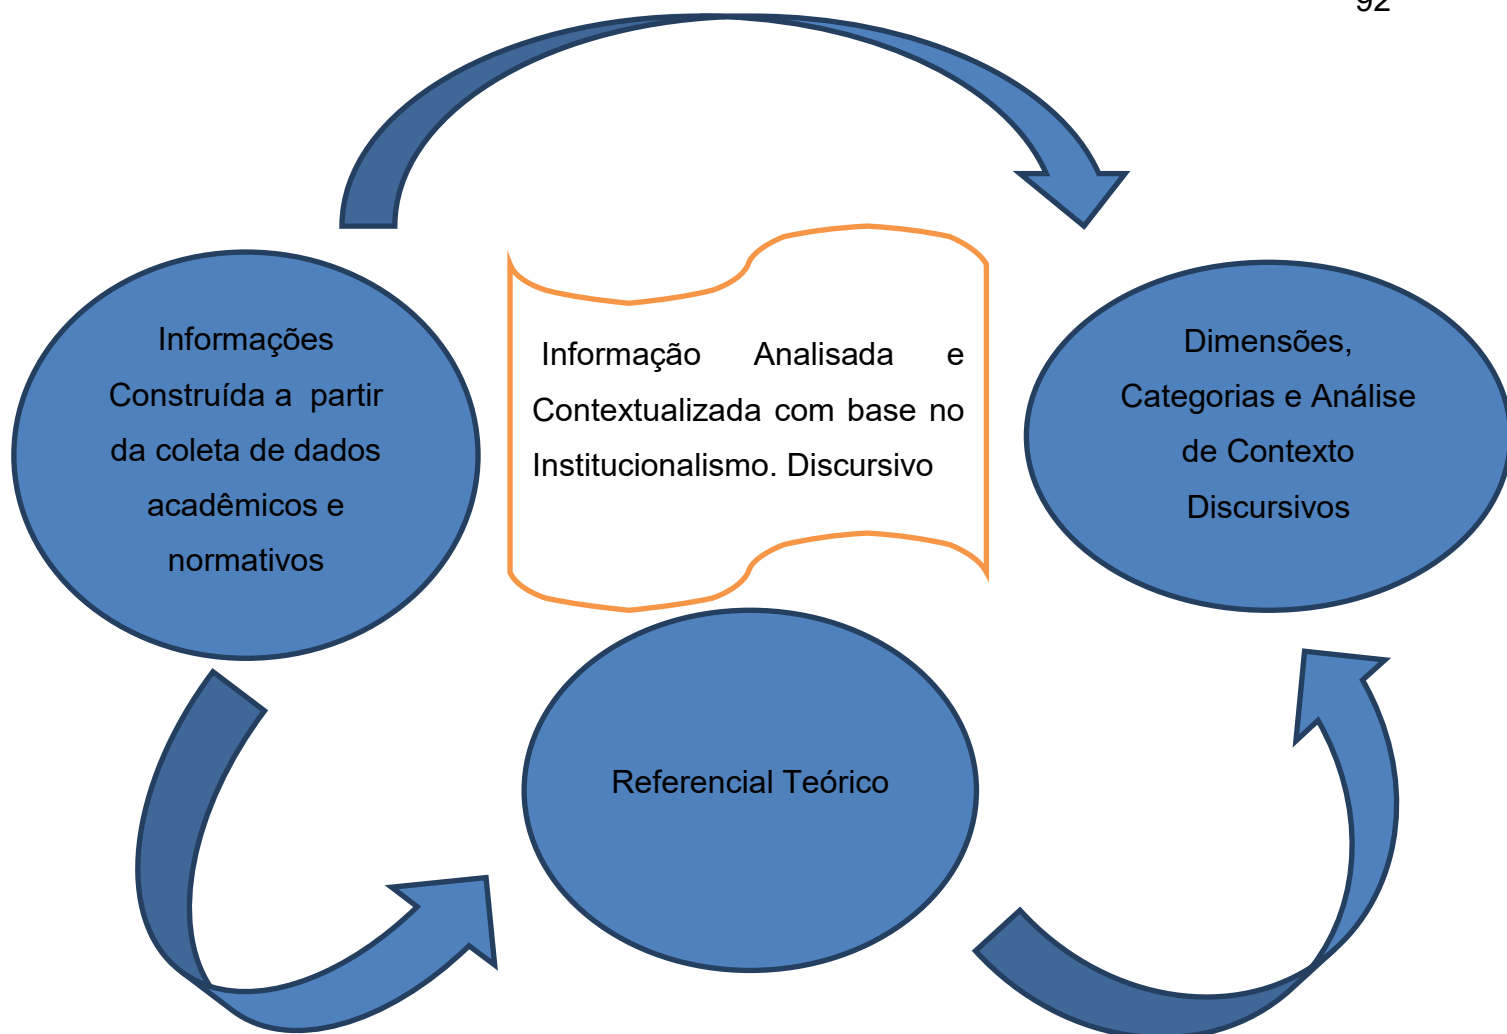 92
Informações
Construída a partir
da coleta de dados
acadêmicos e
normativos
Informação Analisada e
Contextualizada com base no
Institucionalismo. Discursivo
Dimensões,
Categorias e Análise
de Contexto
Discursivos
Referencial Teórico